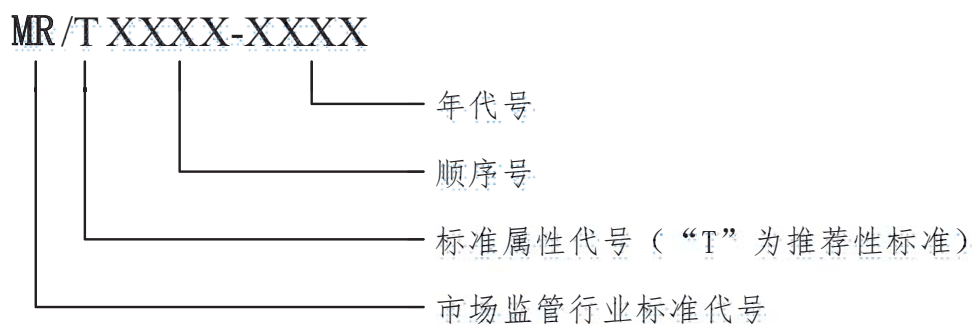 MR/T XXXX-XXXX
年代号
顺序号
标准属性代号（“T”为推荐性标准）
市场监管行业标准代号